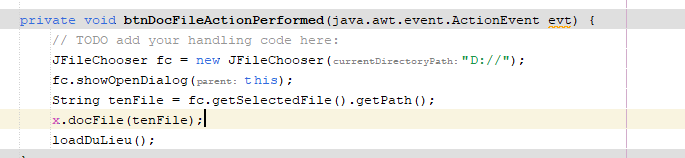 private void btnDocFileActionPerformed(java.awt.event.ActionEvent evt) {
// TODO add your handling code here:
JFileChooser fc = new JFileChooser(currentDirectoryPath: "D://");
fc.showOpenDialog(parent: this);
String tenFile = fc.getSelectedFile().getPath();
x.docFile(tenFile);
loadDuLieu();